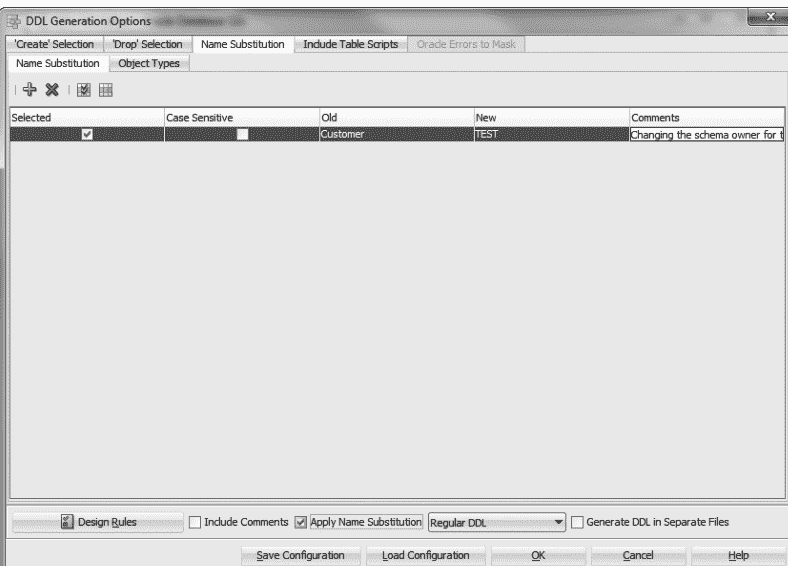 DDL Generation Options
'Create' Selection 'Drop' Selection Name Substitution Include Table Scripts Oracle Errors to Mask
Name Substitution Object Types
Selected Case Sensitive Old New Comments
Customer TEST Changing the schema owner for t
Design Rules Include Comments Apply Name Substitution Regular DDL Generate DDL in Separate Files
Save Configuration Load Configuration OK Cancel Help